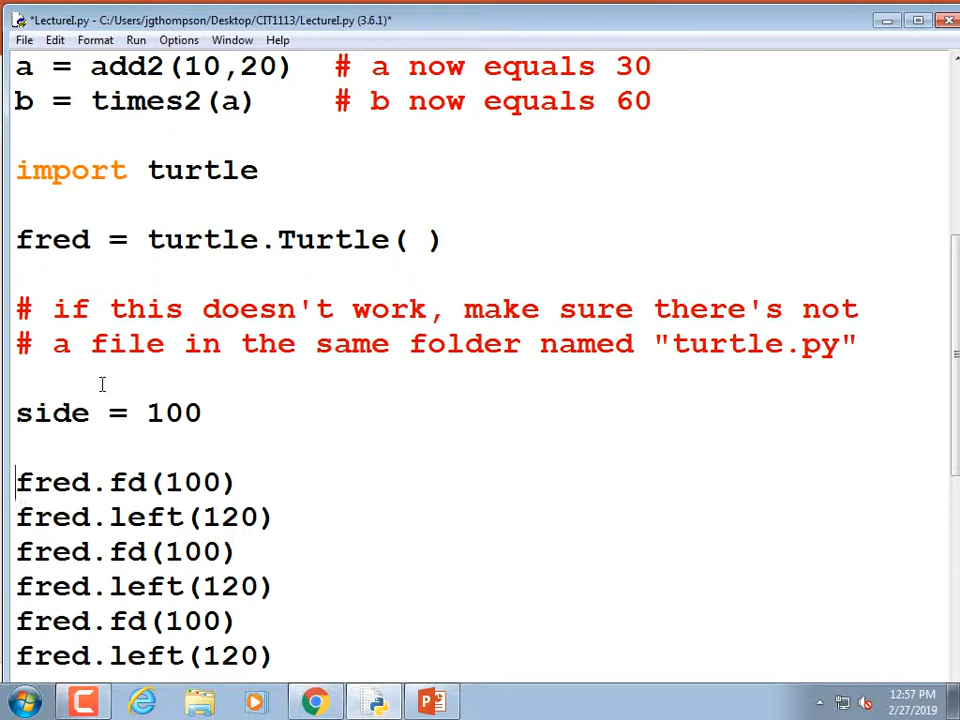 *LectureI.py - C:/Users/jgthompson/Desktop/CIT1113/LectureI.py (3.6.1)*
File Edit Format Run Options Window Help
a = add2(10,20)  # a now equals 30
b = times2(a)    # b now equals 60
import turtle
fred = turtle.Turtle( )
# if this doesn't work, make sure there's not
# a file in the same folder named "turtle.py"
side = 100
fred.fd(100)
fred.left(120)
fred.fd(100)
fred.left(120)
fred.fd(100)
fred.left(120)
12:57 PM
2/27/2019